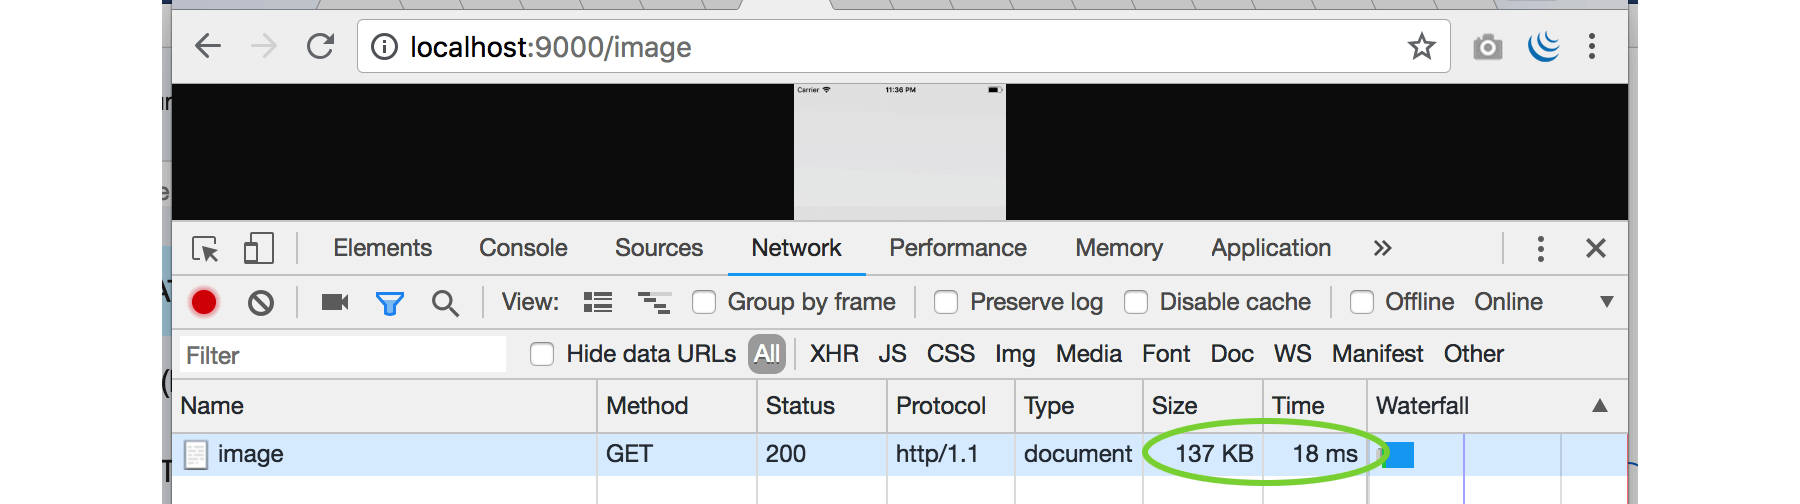 localhost:9000/image
Carrier 11:36 PM
Elements Console Sources Network Performance Memory Application »
View: Group by frame Preserve log Disable cache Offline Online
Filter Hide data URLs All XHR JS CSS Img Media Font Doc WS Manifest Other
Name Method Status Protocol Type Size Time Waterfall
image GET 200 http/1.1 document 137 KB 18 ms